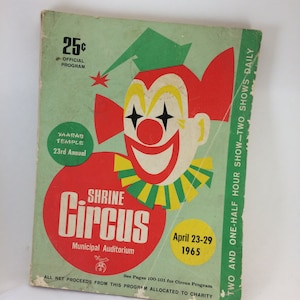 25¢
OFFICIAL
PROGRAM
YAARAB
TEMPLE
23rd Annual
SHRINE
CIRCUS
Municipal Auditorium
April 23-29
1965
See Pages 100-101 for Circus Program.
ALL NET PROCEEDS FROM THIS PROGRAM ALLOCATED TO CHARITY
TWO AND ONE-HALF HOUR SHOW—TWO SHOWS DAILY